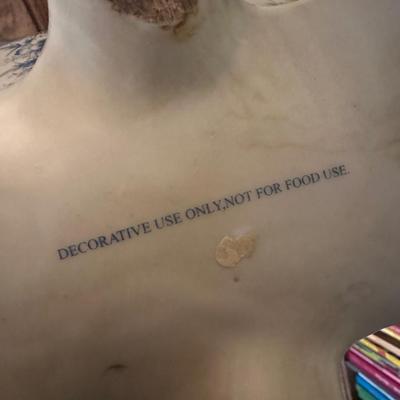 DECORATIVE USE ONLY,NOT FOR FOOD USE.